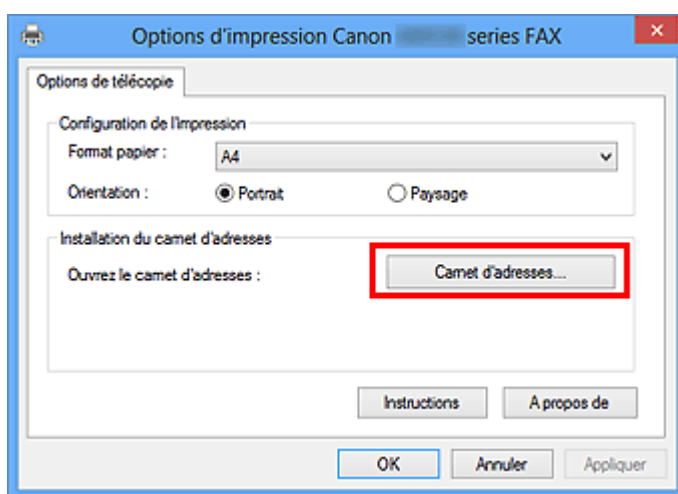 Options d'impression Canon series FAX
Options de télécopie
Configuration de l'impression
Format papier : A4
Orientation : Portrait Paysage
Installation du carnet d'adresses
Ouvrez le carnet d'adresses : Carnet d'adresses...
Instructions A propos de
OK Annuler Appliquer